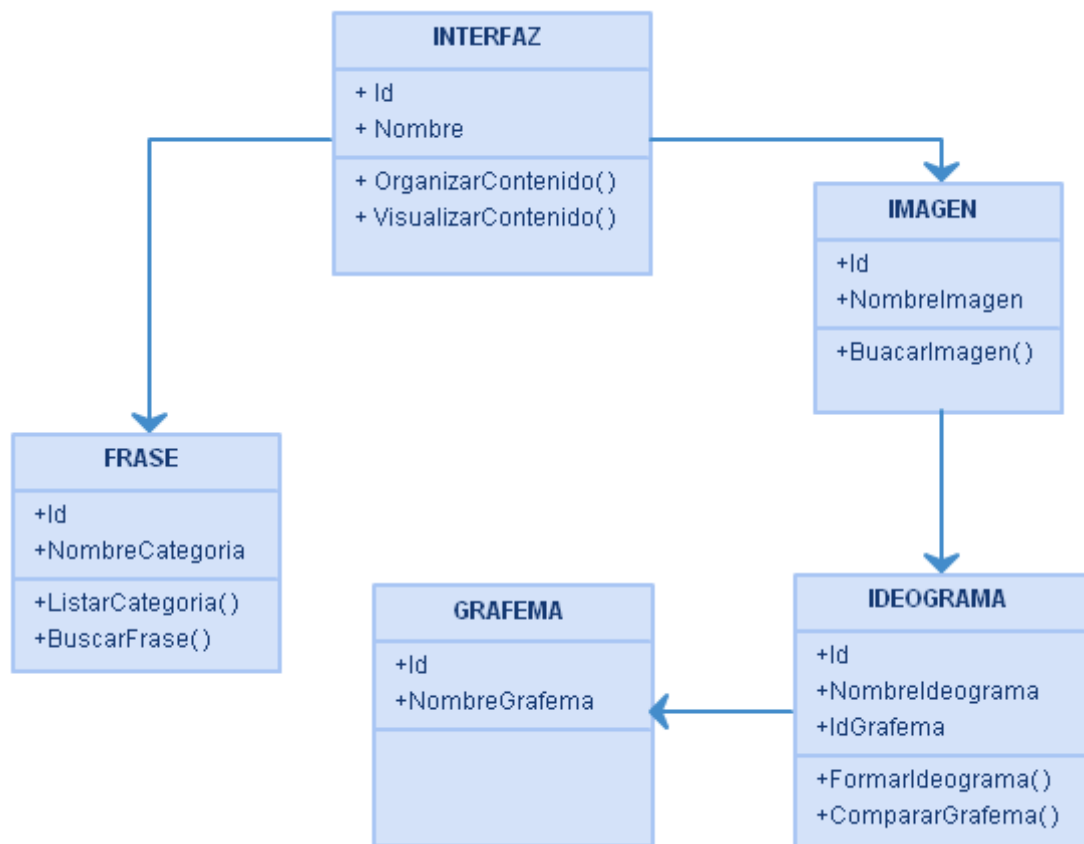 INTERFAZ
+ Id
+ Nombre
+ OrganizarContenido()
+ VisualizarContenido()
IMAGEN
+Id
+NombreImagen
+BuacarImagen()
FRASE
+Id
+NombreCategoria
+ListarCategoria()
+BuscarFrase()
GRAFEMA
+Id
+NombreGrafema
IDEOGRAMA
+Id
+NombreIdeograma
+IdGrafema
+FormarIdeograma()
+CompararGrafema()